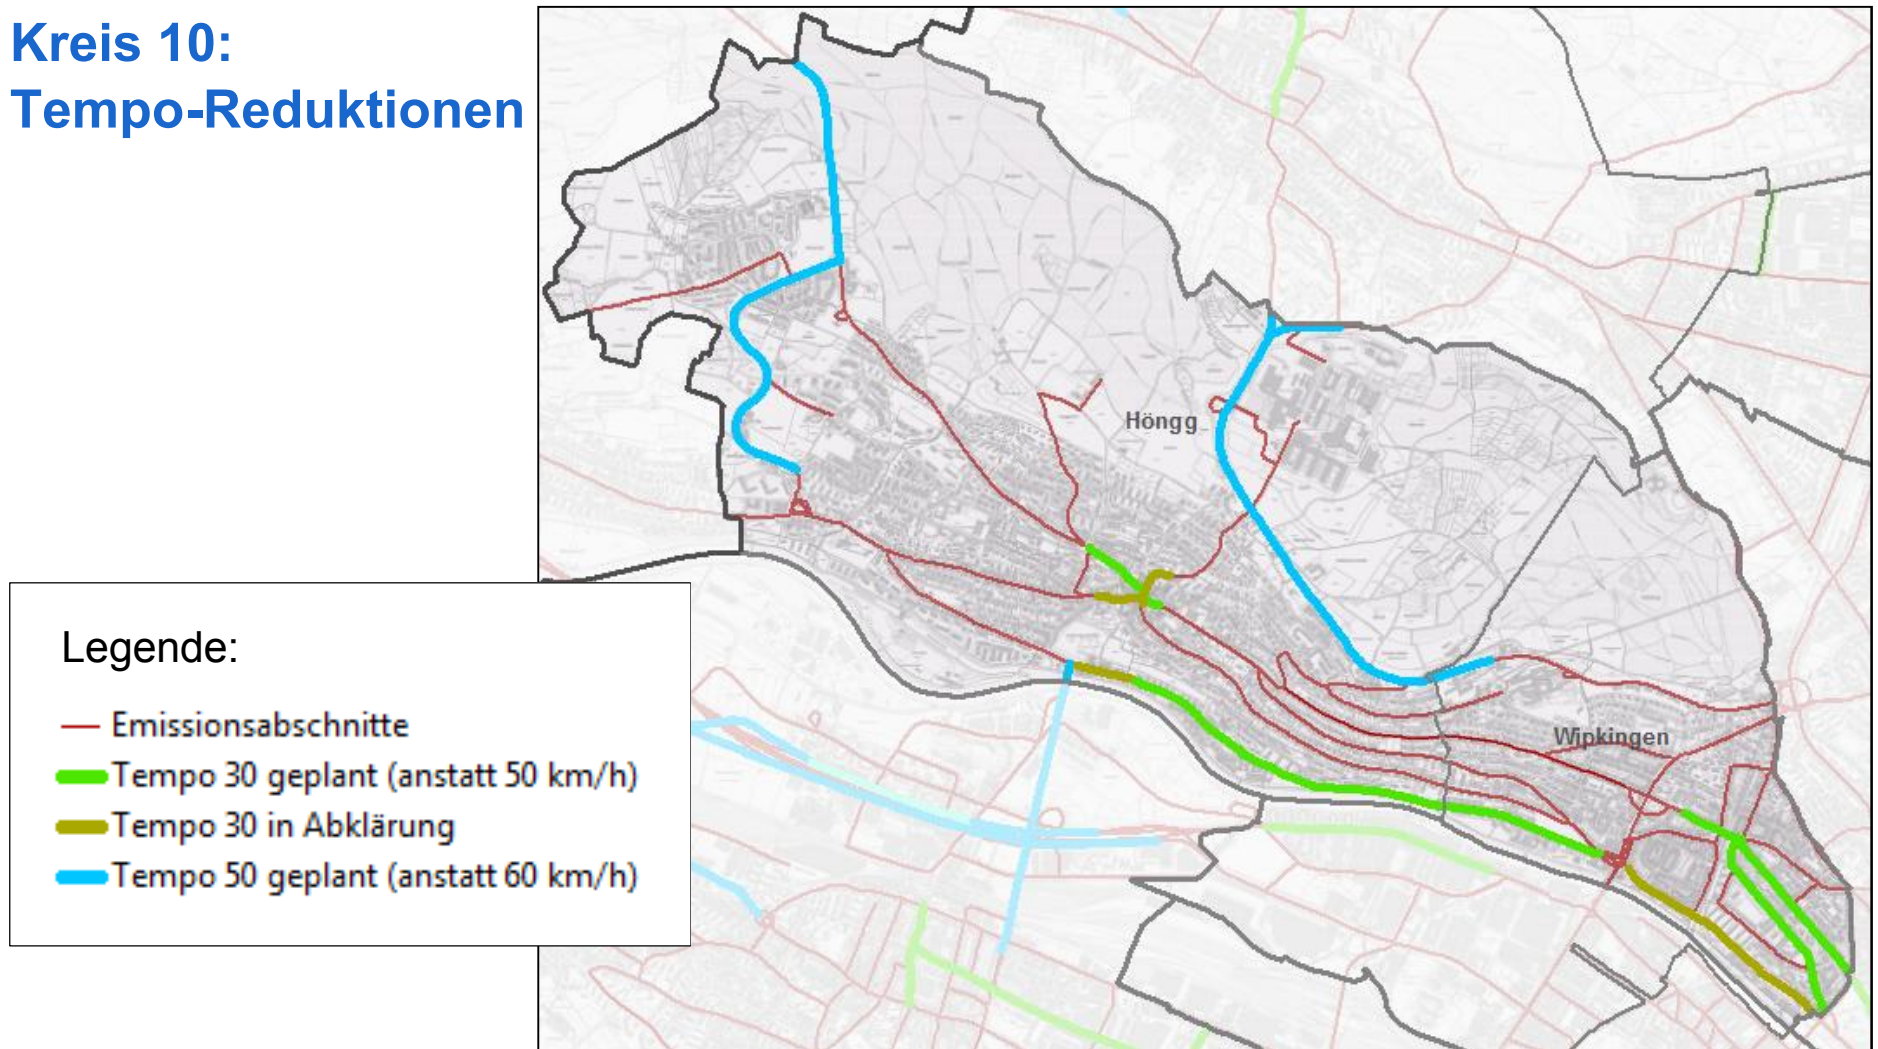 Kreis 10:
Tempo-Reduktionen
Höngg
Wipkingen
Legende:
Emissionsabschnitte
Tempo 30 geplant (anstatt 50 km/h)
Tempo 30 in Abklärung
Tempo 50 geplant (anstatt 60 km/h)